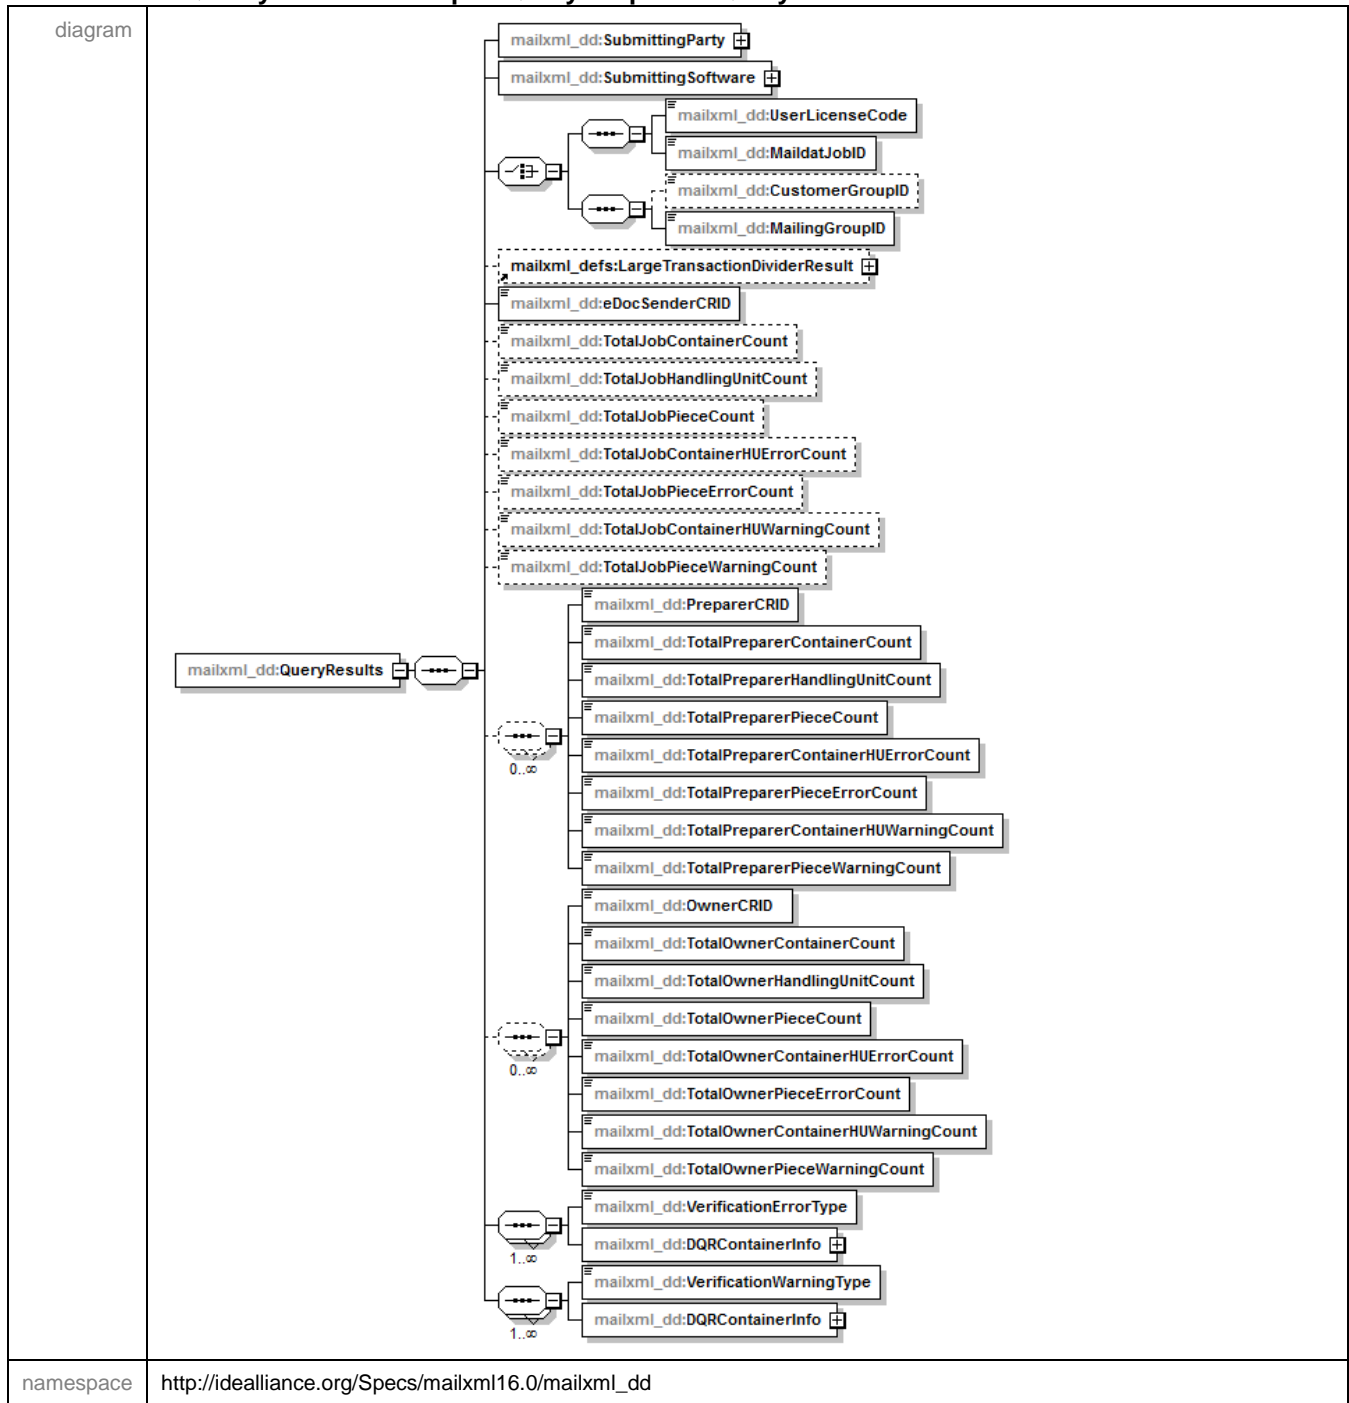 diagram
mailxml_dd:SubmittingParty
mailxml_dd:SubmittingSoftware
mailxml_dd:UserLicenseCode
mailxml_dd:MaildatJobID
mailxml_dd:CustomerGroupID
mailxml_dd:MailingGroupID
mailxml_defs:LargeTransactionDividerResult
mailxml_dd:eDocSenderCRID
mailxml_dd:TotalJobContainerCount
mailxml_dd:TotalJobHandlingUnitCount
mailxml_dd:TotalJobPieceCount
mailxml_dd:TotalJobContainerHUErrorCount
mailxml_dd:TotalJobPieceErrorCount
mailxml_dd:TotalJobContainerHUWarningCount
mailxml_dd:TotalJobPieceWarningCount
mailxml_dd:QueryResults
mailxml_dd:PreparerCRID
mailxml_dd:TotalPreparerContainerCount
mailxml_dd:TotalPreparerHandlingUnitCount
mailxml_dd:TotalPreparerPieceCount
mailxml_dd:TotalPreparerContainerHUErrorCount
mailxml_dd:TotalPreparerPieceErrorCount
mailxml_dd:TotalPreparerContainerHUWarningCount
mailxml_dd:TotalPreparerPieceWarningCount
0..∞
mailxml_dd:OwnerCRID
mailxml_dd:TotalOwnerContainerCount
mailxml_dd:TotalOwnerHandlingUnitCount
mailxml_dd:TotalOwnerPieceCount
mailxml_dd:TotalOwnerContainerHUErrorCount
mailxml_dd:TotalOwnerPieceErrorCount
mailxml_dd:TotalOwnerContainerHUWarningCount
mailxml_dd:TotalOwnerPieceWarningCount
0..∞
mailxml_dd:VerificationErrorType
mailxml_dd:DQRContainerInfo
1..∞
mailxml_dd:VerificationWarningType
mailxml_dd:DQRContainerInfo
1..∞
namespace
http://idealliance.org/Specs/mailxml16.0/mailxml_dd